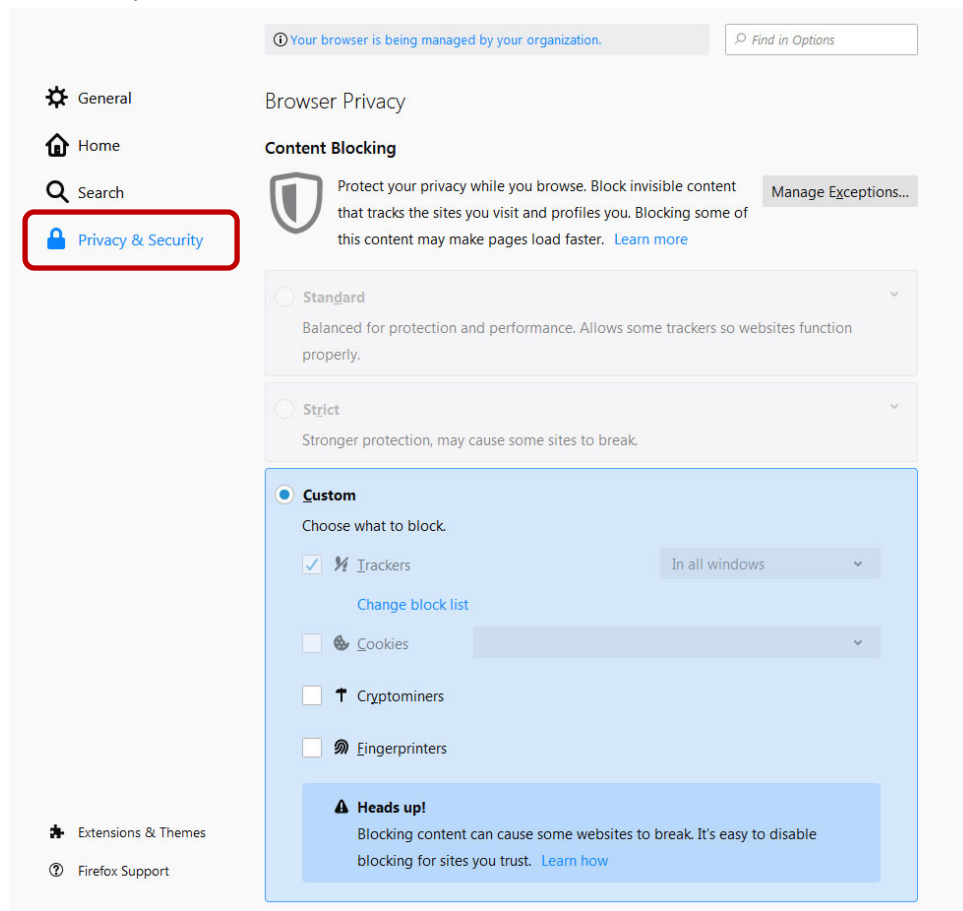 Your browser is being managed by your organization.
Find in Options
General
Home
Search
Privacy & Security
Browser Privacy
Content Blocking
Protect your privacy while you browse. Block invisible content
that tracks the sites you visit and profiles you. Blocking some of
this content may make pages load faster. Learn more
Manage Exceptions...
Standard
Balanced for protection and performance. Allows some trackers so websites function
properly.
Strict
Stronger protection, may cause some sites to break.
Custom
Choose what to block.
Trackers
In all windows
Change block list
Cookies
Cryptominers
Fingerprinters
Heads up!
Blocking content can cause some websites to break. It's easy to disable
blocking for sites you trust. Learn how
Extensions & Themes
Firefox Support